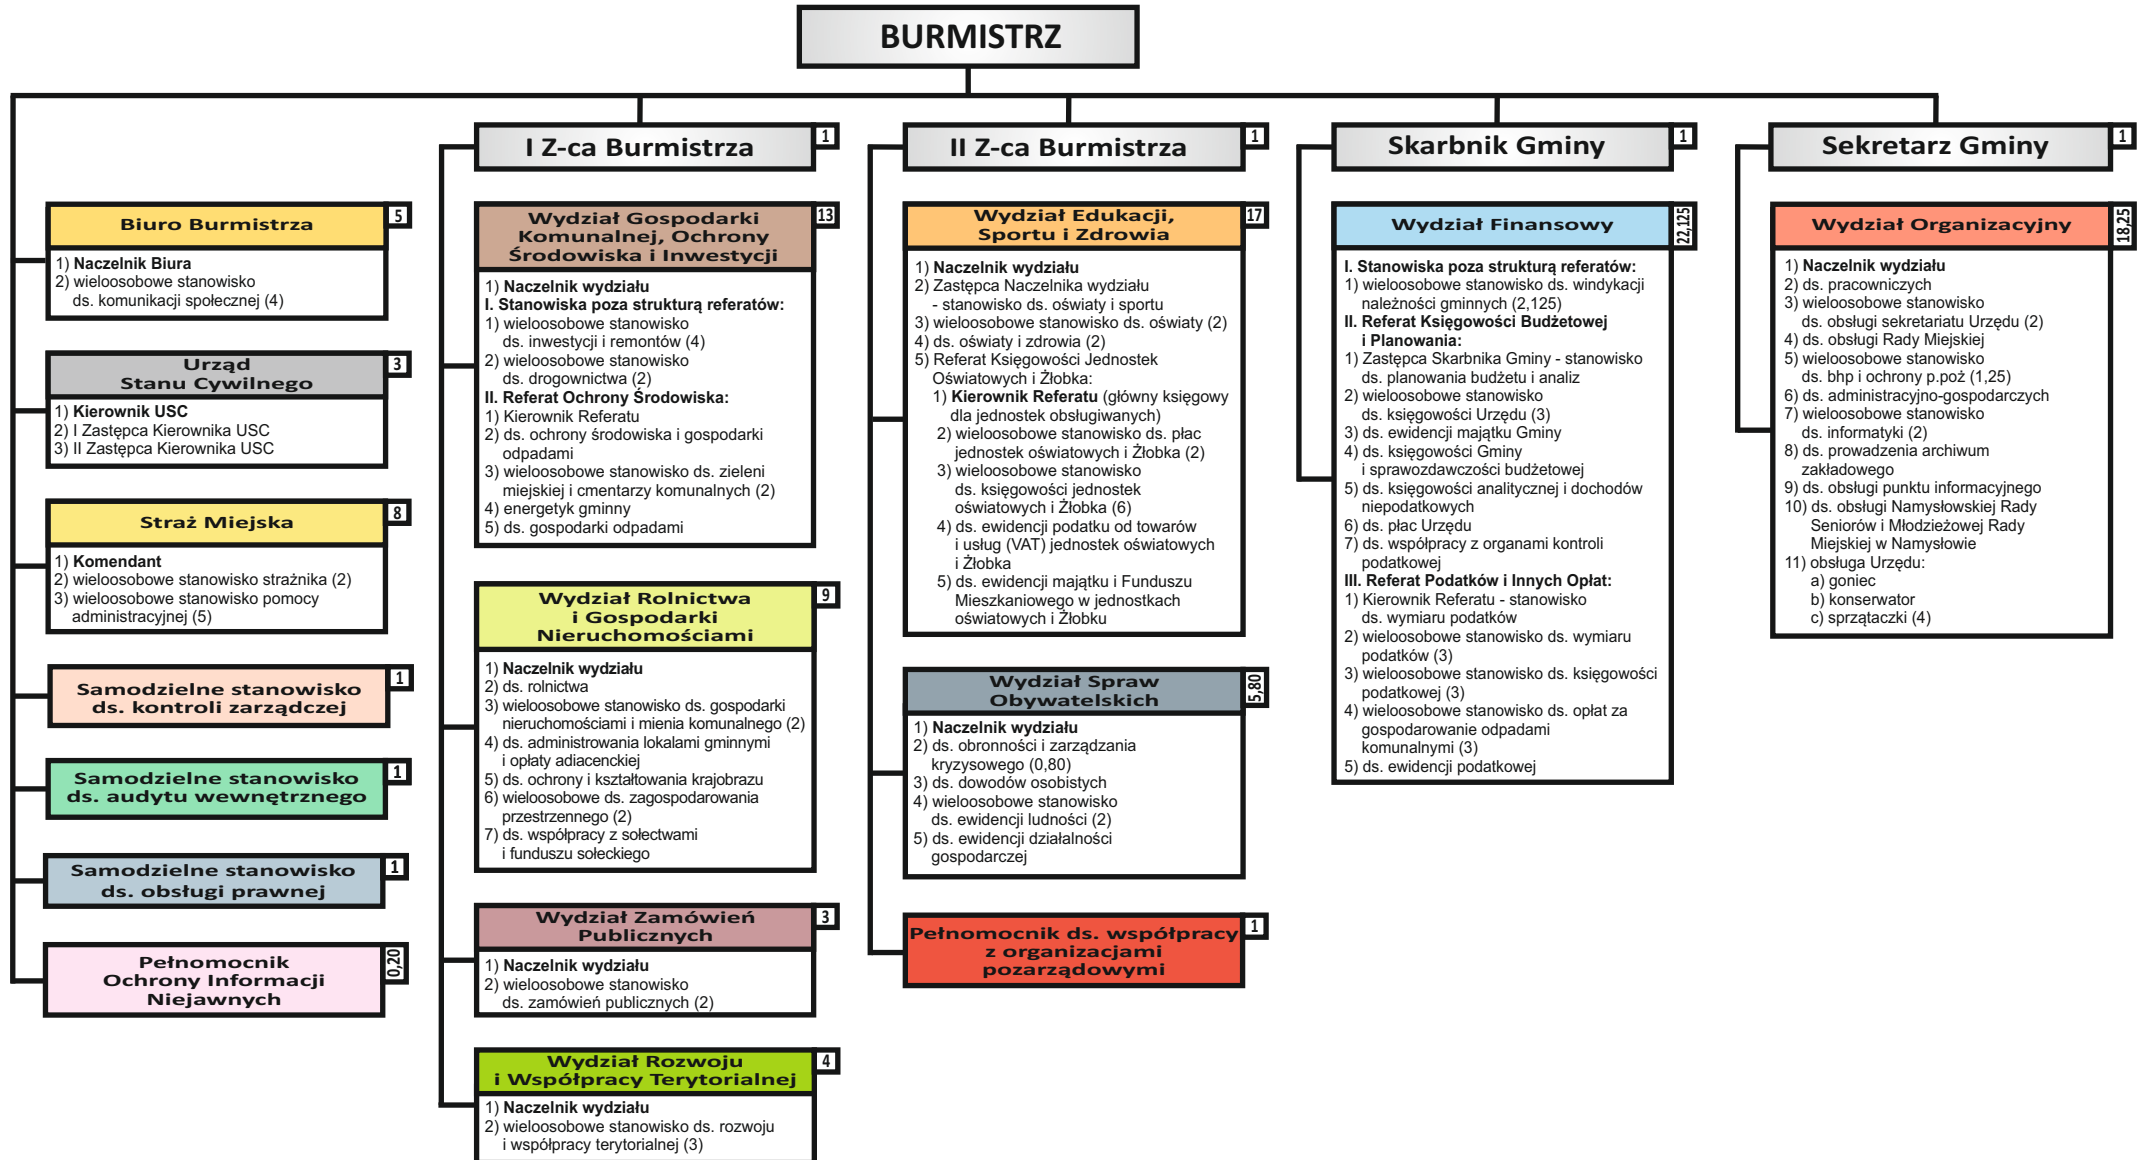 BURMISTRZ
Biuro Burmistrza
5
1) Naczelnik Biura
2) wieloosobowe stanowisko
ds. komunikacji społecznej (4)
Urząd
Stanu Cywilnego
3
1) Kierownik USC
2) I Zastępca Kierownika USC
3) II Zastępca Kierownika USC
Straż Miejska
8
1) Komendant
2) wieloosobowe stanowisko strażnika (2)
3) wieloosobowe stanowisko pomocy
administracyjnej (5)
Samodzielne stanowisko
ds. kontroli zarządczej
1
Samodzielne stanowisko
ds. audytu wewnętrznego
1
Samodzielne stanowisko
ds. obsługi prawnej
1
Pełnomocnik
Ochrony Informacji
Niejawnych
0,20
I Z-ca Burmistrza
1
Wydział Gospodarki
Komunalnej, Ochrony
Środowiska i Inwestycji
13
1) Naczelnik wydziału
I. Stanowiska poza strukturą referatów:
1) wieloosobowe stanowisko
ds. inwestycji i remontów (4)
2) wieloosobowe stanowisko
ds. drogownictwa (2)
II. Referat Ochrony Środowiska:
1) Kierownik Referatu
2) ds. ochrony środowiska i gospodarki
odpadami
3) wieloosobowe stanowisko ds. zieleni
miejskiej i cmentarzy komunalnych (2)
4) energetyk gminny
5) ds. gospodarki odpadami
Wydział Rolnictwa
i Gospodarki
Nieruchomościami
9
1) Naczelnik wydziału
2) ds. rolnictwa
3) wieloosobowe stanowisko ds. gospodarki
nieruchomościami i mienia komunalnego (2)
4) ds. administrowania lokalami gminnymi
i opłaty adiacenckiej
5) ds. ochrony i kształtowania krajobrazu
6) wieloosobowe ds. zagospodarowania
przestrzennego (2)
7) ds. współpracy z sołectwami
i funduszu sołeckiego
Wydział Zamówień
Publicznych
3
1) Naczelnik wydziału
2) wieloosobowe stanowisko
ds. zamówień publicznych (2)
Wydział Rozwoju
i Współpracy Terytorialnej
4
1) Naczelnik wydziału
2) wieloosobowe stanowisko ds. rozwoju
i współpracy terytorialnej (3)
II Z-ca Burmistrza
1
Wydział Edukacji,
Sportu i Zdrowia
17
1) Naczelnik wydziału
2) Zastępca Naczelnika wydziału
- stanowisko ds. oświaty i sportu
3) wieloosobowe stanowisko ds. oświaty (2)
4) ds. oświaty i zdrowia (2)
5) Referat Księgowości Jednostek
Oświatowych i Żłobka:
1) Kierownik Referatu (główny księgowy
dla jednostek obsługiwanych)
2) wieloosobowe stanowisko ds. płac
jednostek oświatowych i Żłobka (2)
3) wieloosobowe stanowisko
ds. księgowości jednostek
oświatowych i Żłobka (6)
4) ds. ewidencji podatku od towarów
i usług (VAT) jednostek oświatowych
i Żłobka
5) ds. ewidencji majątku i Funduszu
Mieszkaniowego w jednostkach
oświatowych i Żłobku
Wydział Spraw
Obywatelskich
5,80
1) Naczelnik wydziału
2) ds. obronności i zarządzania
kryzysowego (0,80)
3) ds. dowodów osobistych
4) wieloosobowe stanowisko
ds. ewidencji ludności (2)
5) ds. ewidencji działalności
gospodarczej
Pełnomocnik ds. współpracy
z organizacjami
pozarządowymi
1
Skarbnik Gminy
1
Wydział Finansowy
22,125
I. Stanowiska poza strukturą referatów:
1) wieloosobowe stanowisko ds. windykacji
należności gminnych (2,125)
II. Referat Księgowości Budżetowej
i Planowania:
1) Zastępca Skarbnika Gminy - stanowisko
ds. planowania budżetu i analiz
2) wieloosobowe stanowisko
ds. księgowości Urzędu (3)
3) ds. ewidencji majątku Gminy
4) ds. księgowości Gminy
i sprawozdawczości budżetowej
5) ds. księgowości analitycznej i dochodów
niepodatkowych
6) ds. płac Urzędu
7) ds. współpracy z organami kontroli
podatkowej
III. Referat Podatków i Innych Opłat:
1) Kierownik Referatu - stanowisko
ds. wymiaru podatków
2) wieloosobowe stanowisko ds. wymiaru
podatków (3)
3) wieloosobowe stanowisko ds. księgowości
podatkowej (3)
4) wieloosobowe stanowisko ds. opłat za
gospodarowanie odpadami
komunalnymi (3)
5) ds. ewidencji podatkowej
Sekretarz Gminy
1
Wydział Organizacyjny
18,25
1) Naczelnik wydziału
2) ds. pracowniczych
3) wieloosobowe stanowisko
ds. obsługi sekretariatu Urzędu (2)
4) ds. obsługi Rady Miejskiej
5) wieloosobowe stanowisko
ds. bhp i ochrony p.poż (1,25)
6) ds. administracyjno-gospodarczych
7) wieloosobowe stanowisko
ds. informatyki (2)
8) ds. prowadzenia archiwum
zakładowego
9) ds. obsługi punktu informacyjnego
10) ds. obsługi Namysłowskiej Rady
Seniorów i Młodzieżowej Rady
Miejskiej w Namysłowie
11) obsługa Urzędu:
a) goniec
b) konserwator
c) sprzątaczki (4)